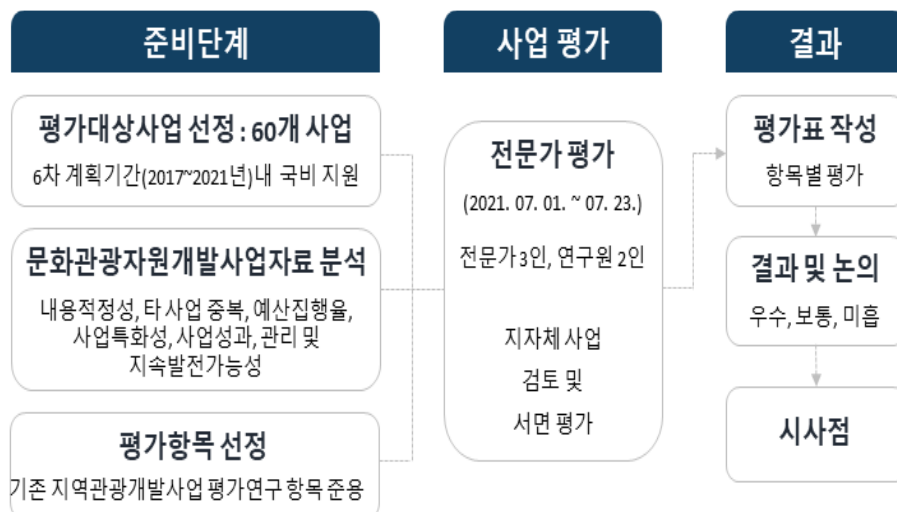 준비단계
평가대상사업 선정 : 60개 사업
6차 계획기간(2017~2021년)내 국비 지원
문화관광자원개발사업자료 분석
내용적정성, 타 사업 중복, 예산집행율,
사업특화성, 사업성과, 관리 및
지속발전가능성
평가항목 선정
기존 지역관광개발사업 평가연구 항목 준용
사업 평가
전문가 평가
(2021. 07. 01. ~ 07. 23.)
전문가 3인, 연구원 2인
지자체 사업
검토 및
서면 평가
결과
평가표 작성
항목별 평가
결과 및 논의
우수, 보통, 미흡
시사점